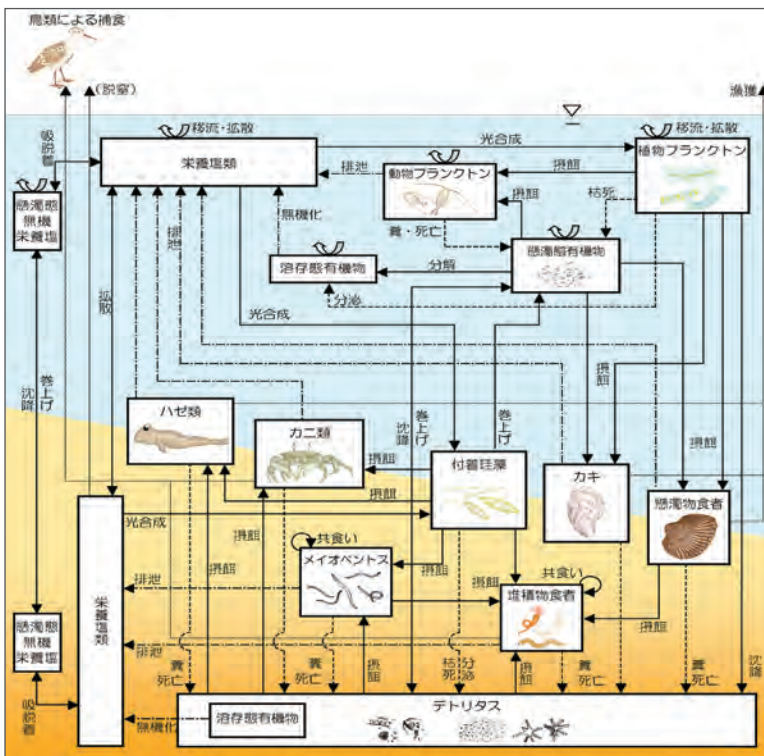 鳥類による補食
(脱窒)
漁獲
移流・拡散
栄養塩類
吸脱着
懸濁態
無機
栄養塩
光合成
移流・拡散
植物プランクトン
排泄
動物プランクトン
摂餌
摂餌
枯死
糞・死亡
無機化
排泄
溶存態有機物
分解
懸濁態有機物
分泌
拡散
光合成
沈降
巻上げ
沈降
巻上げ
巻上げ
摂餌
摂餌
ハゼ類
カニ類
摂餌
付着珪藻
カキ
懸濁物食者
摂餌
光合成
摂餌
摂餌
共食い
メイオベントス
摂餌
摂餌
共食い
堆積物食者
摂餌
排泄
栄養塩類
懸濁態
無機
栄養塩
排泄
吸脱着
糞
死亡
糞
死亡
摂餌
枯死
分泌
摂餌
糞
死亡
糞
死亡
沈降
無機化
溶存態有機物
デトリタス